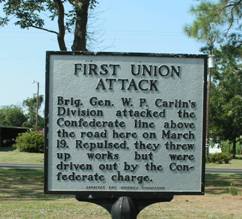 FIRST UNION
ATTACK
Brig. Gen. W. P. Carlin's
Division attacked the
Confederate line above
the road here on March
19. Repulsed, they threw
up works but were
driven out by the Con-
federate charge.